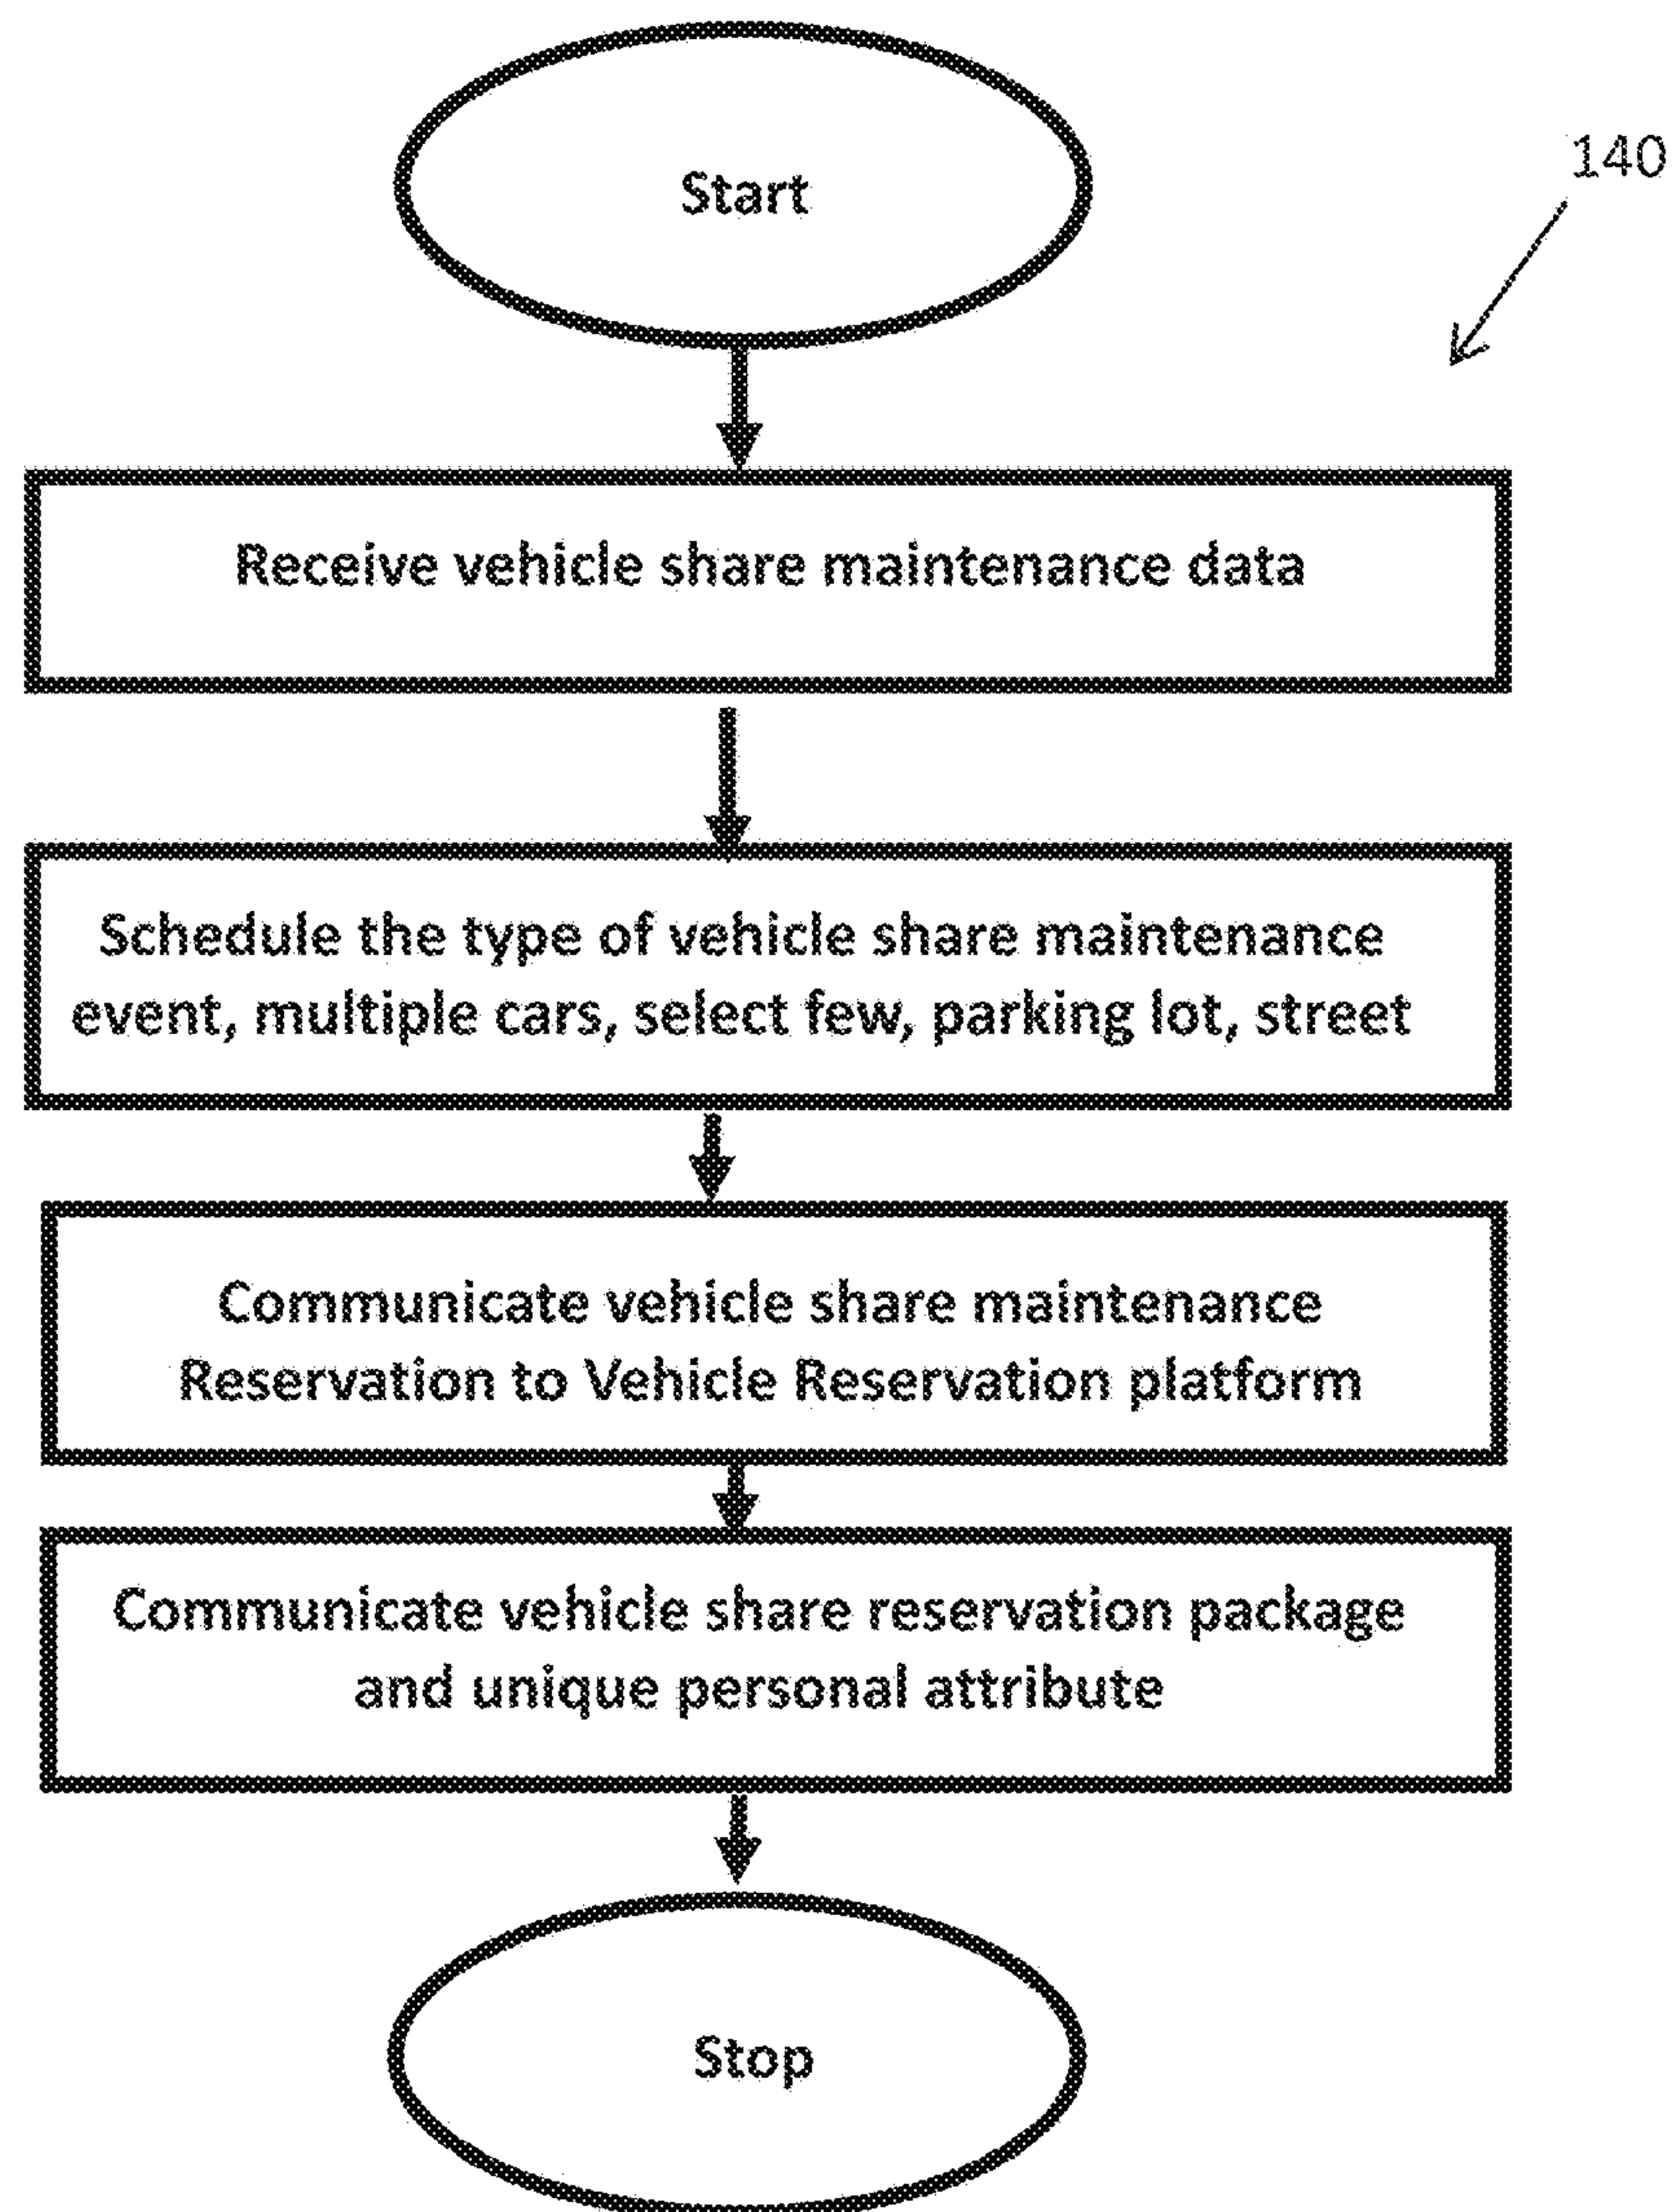 Start
140
Receive vehicle share maintenance data
Schedule the type of vehicle share maintenance
event, multiple cars, select few, parking lot, street
Communicate vehicle share maintenance
Reservation to Vehicle Reservation platform
Communicate vehicle share reservation package
and unique personal attribute
Stop